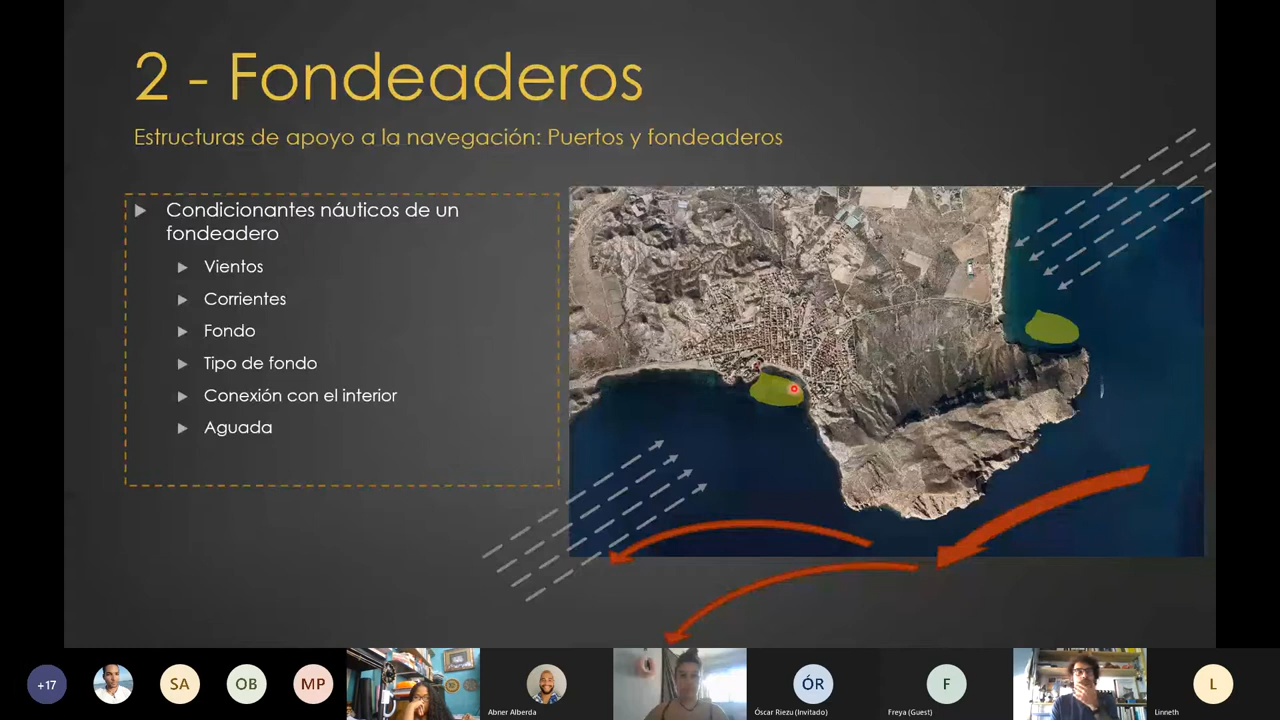 2 - Fondeaderos
Estructuras de apoyo a la navegación: Puertos y fondeaderos
Condicionantes náuticos de un
fondeadero
Vientos
Corrientes
Fondo
Tipo de fondo
Conexión con el interior
Aguada
+17
SA
OB
MP
Abner Alberda
ÓR
Óscar Riezu (Invitado)
F
Freya (Guest)
L
Linneth